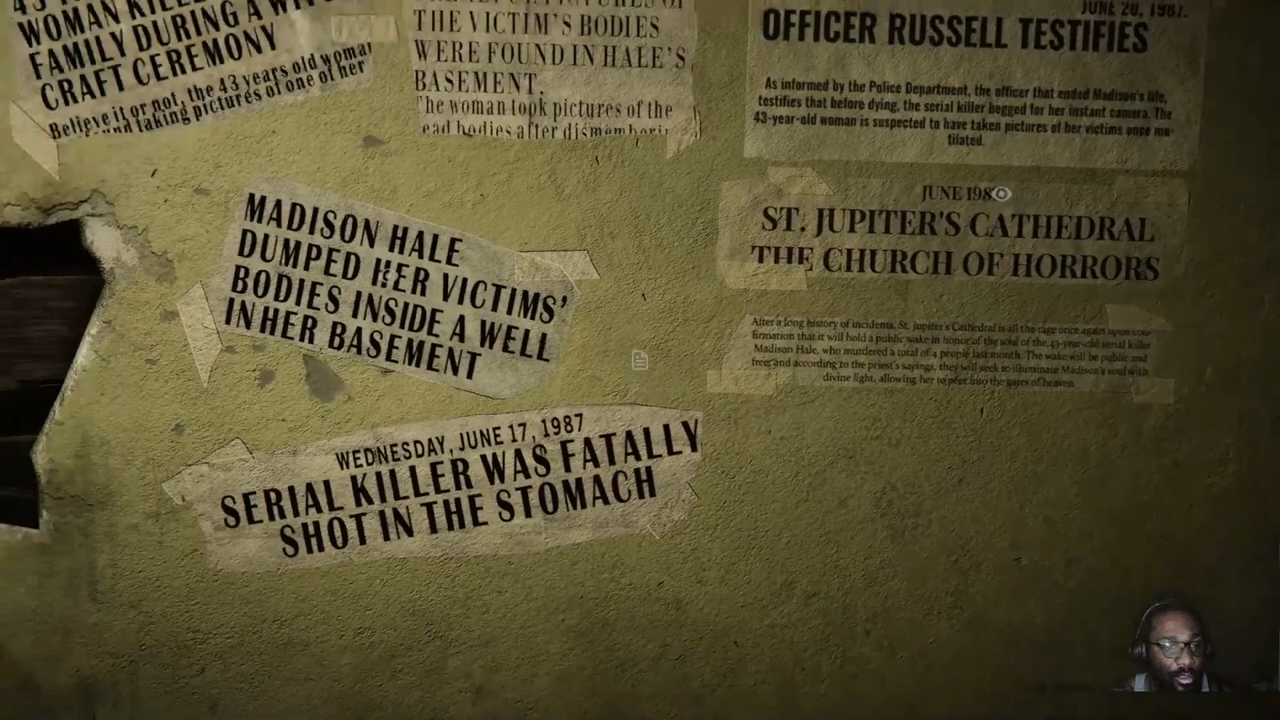 WOMAN
FAMILY DURING A
CRAFT CEREMONY
Believe it or not, the 43 years old woman
taking pictures of one of her
THE VICTIM'S BODIES
WERE FOUND IN HALE'S
BASEMENT.
The woman took pictures of the
bodies after
JUNE 20, 1987.
OFFICER RUSSELL TESTIFIES
As informed by the Police Department, the officer that ended Madison's life,
testifies that before dying, the serial killer begged for her instant camera. The
43-year-old woman is suspected to have taken pictures of her victims once mu-
tilated.
MADISON HALE
DUMPED HER VICTIMS'
BODIES INSIDE A WELL
IN HER BASEMENT
JUNE 198
ST. JUPITER'S CATHEDRAL
THE CHURCH OF HORRORS
After a long history of incidents, St. Jupiter's Cathedral is all the rage once again upon con-
firmation that it will hold a public wake in honor of the soul of the 43-year-old serial killer
Madison Hale, who murdered a total of 4 people last month. The wake will be public and
free, and according to the priest's sayings, they will seek to illuminate Madison's soul with
divine light, allowing her to peer into the gates of heaven.
WEDNESDAY, JUNE 17, 1987
SERIAL KILLER WAS FATALLY
SHOT IN THE STOMACH